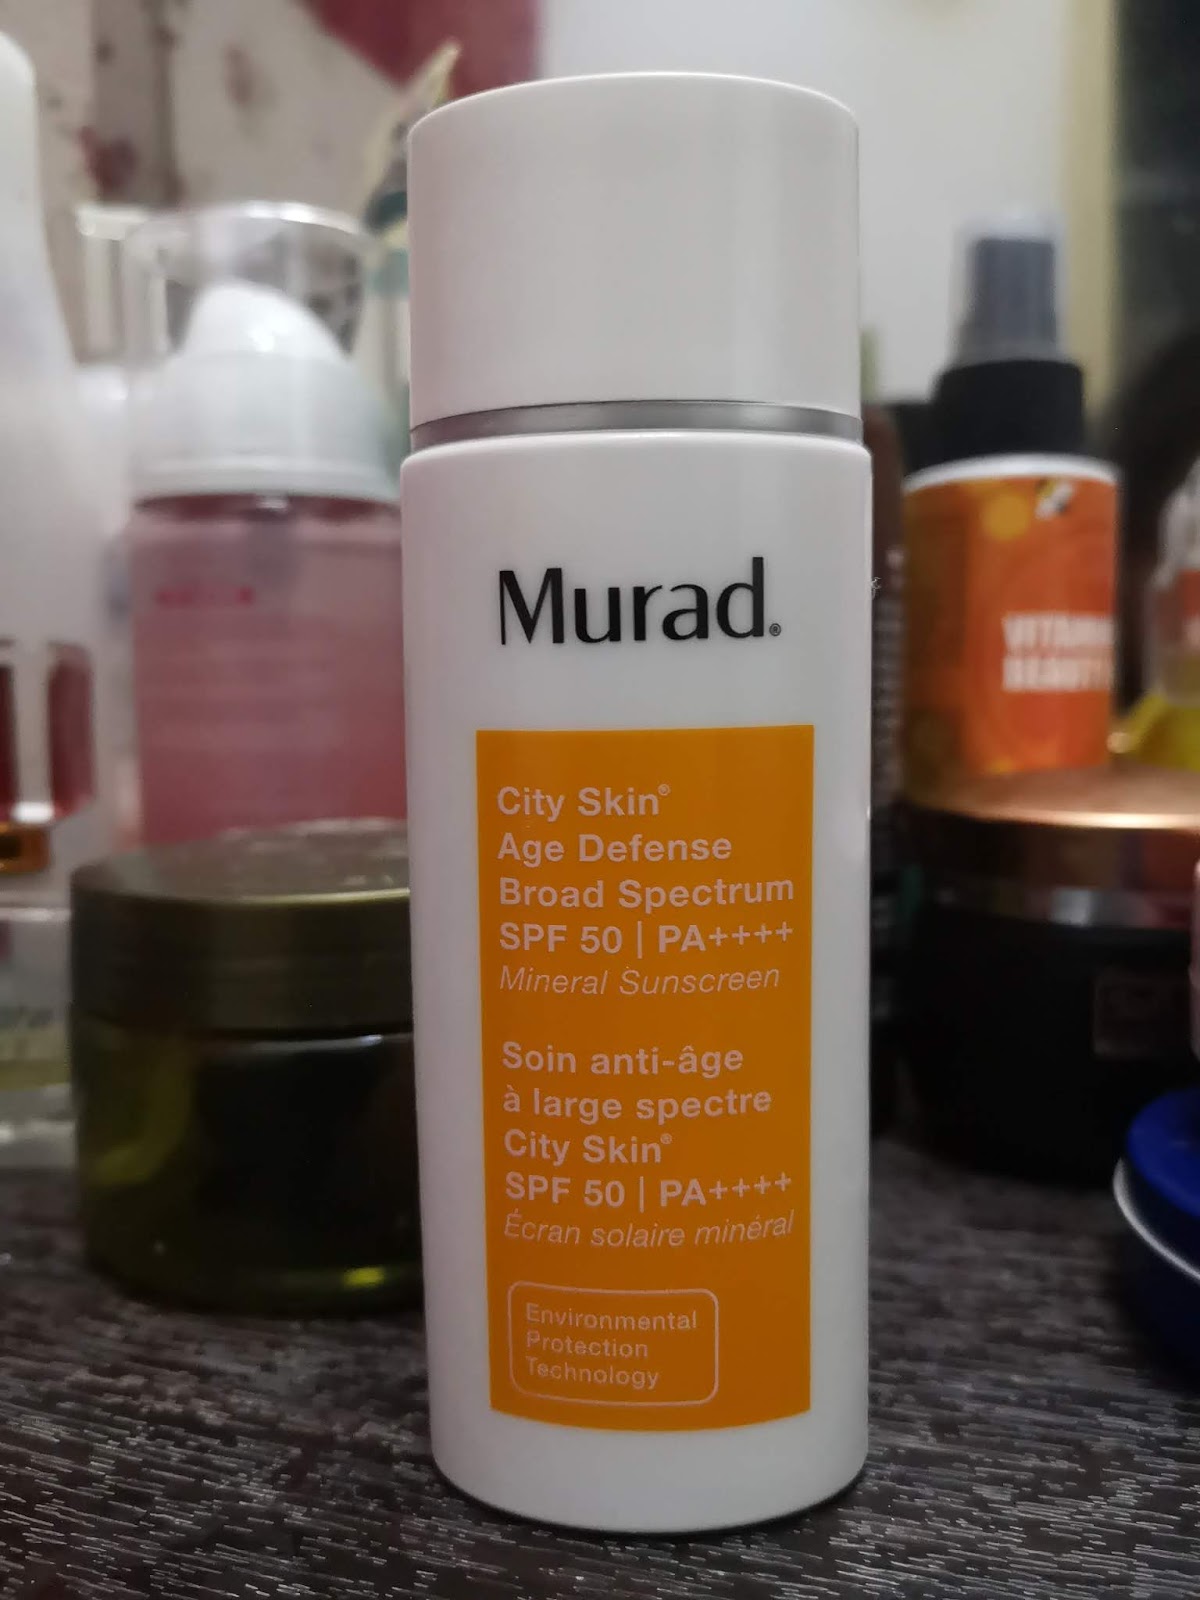 Murad®
City Skin®
Age Defense
Broad Spectrum
SPF 50 | PA++++
Mineral Sunscreen
Soin anti-âge
à large spectre
City Skin®
SPF 50 | PA++++
Écran solaire minéral
Environmental
Protection
Technology
BEAUTY